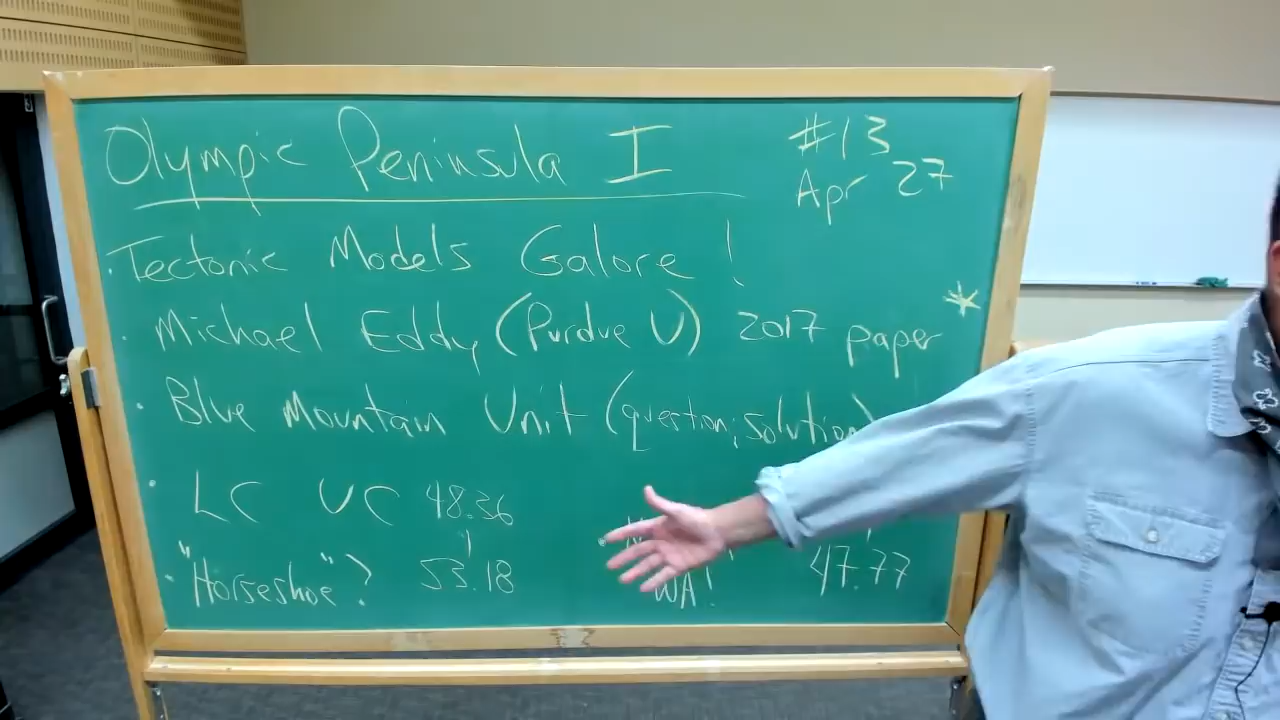 Olympic Peninsula I
#13
Apr 27
· Tectonic Models Galore!
· Michael Eddy (Purdue U) 2017 paper *
· Blue Mountain Unit (question; solution)
· LC UC 48.36
53.18
· "Horseshoe"?
WA!
47.77